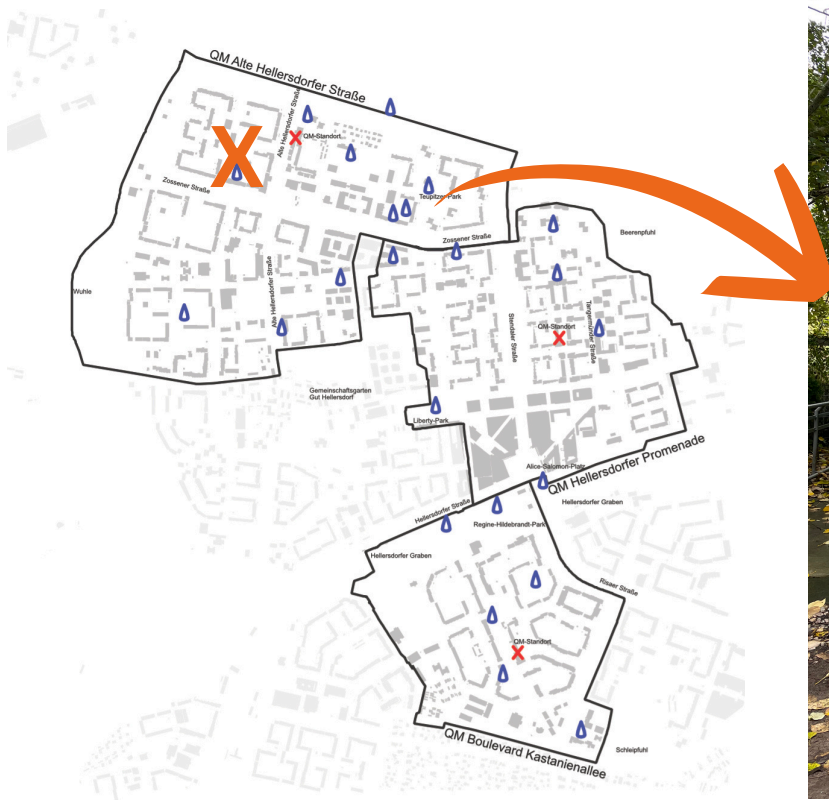 QM Alte Hellersdorfer Straße
Alte Hellersdorfer Straße
QM-Standort...
X
Zossener Straße
Teupitzer Park
Zossener Straße
Beerenpfuhl
Wuhle
Alte Hellersdorfer Straße
Stendaler Straße
QM-Standort
Tangermünder Straße
Gemeinschaftsgarten
Gut Hellersdorf
Liberty-Park
Alice-Salomon-Platz
QM Hellersdorfer Promenade
Hellersdorfer Straße
Hellersdorfer Graben
Regine-Hildebrandt-Park
Hellersdorfer Graben
Risaer Straße
QM-Standort
QM Boulevard Kastanienallee
Schleipfuhl